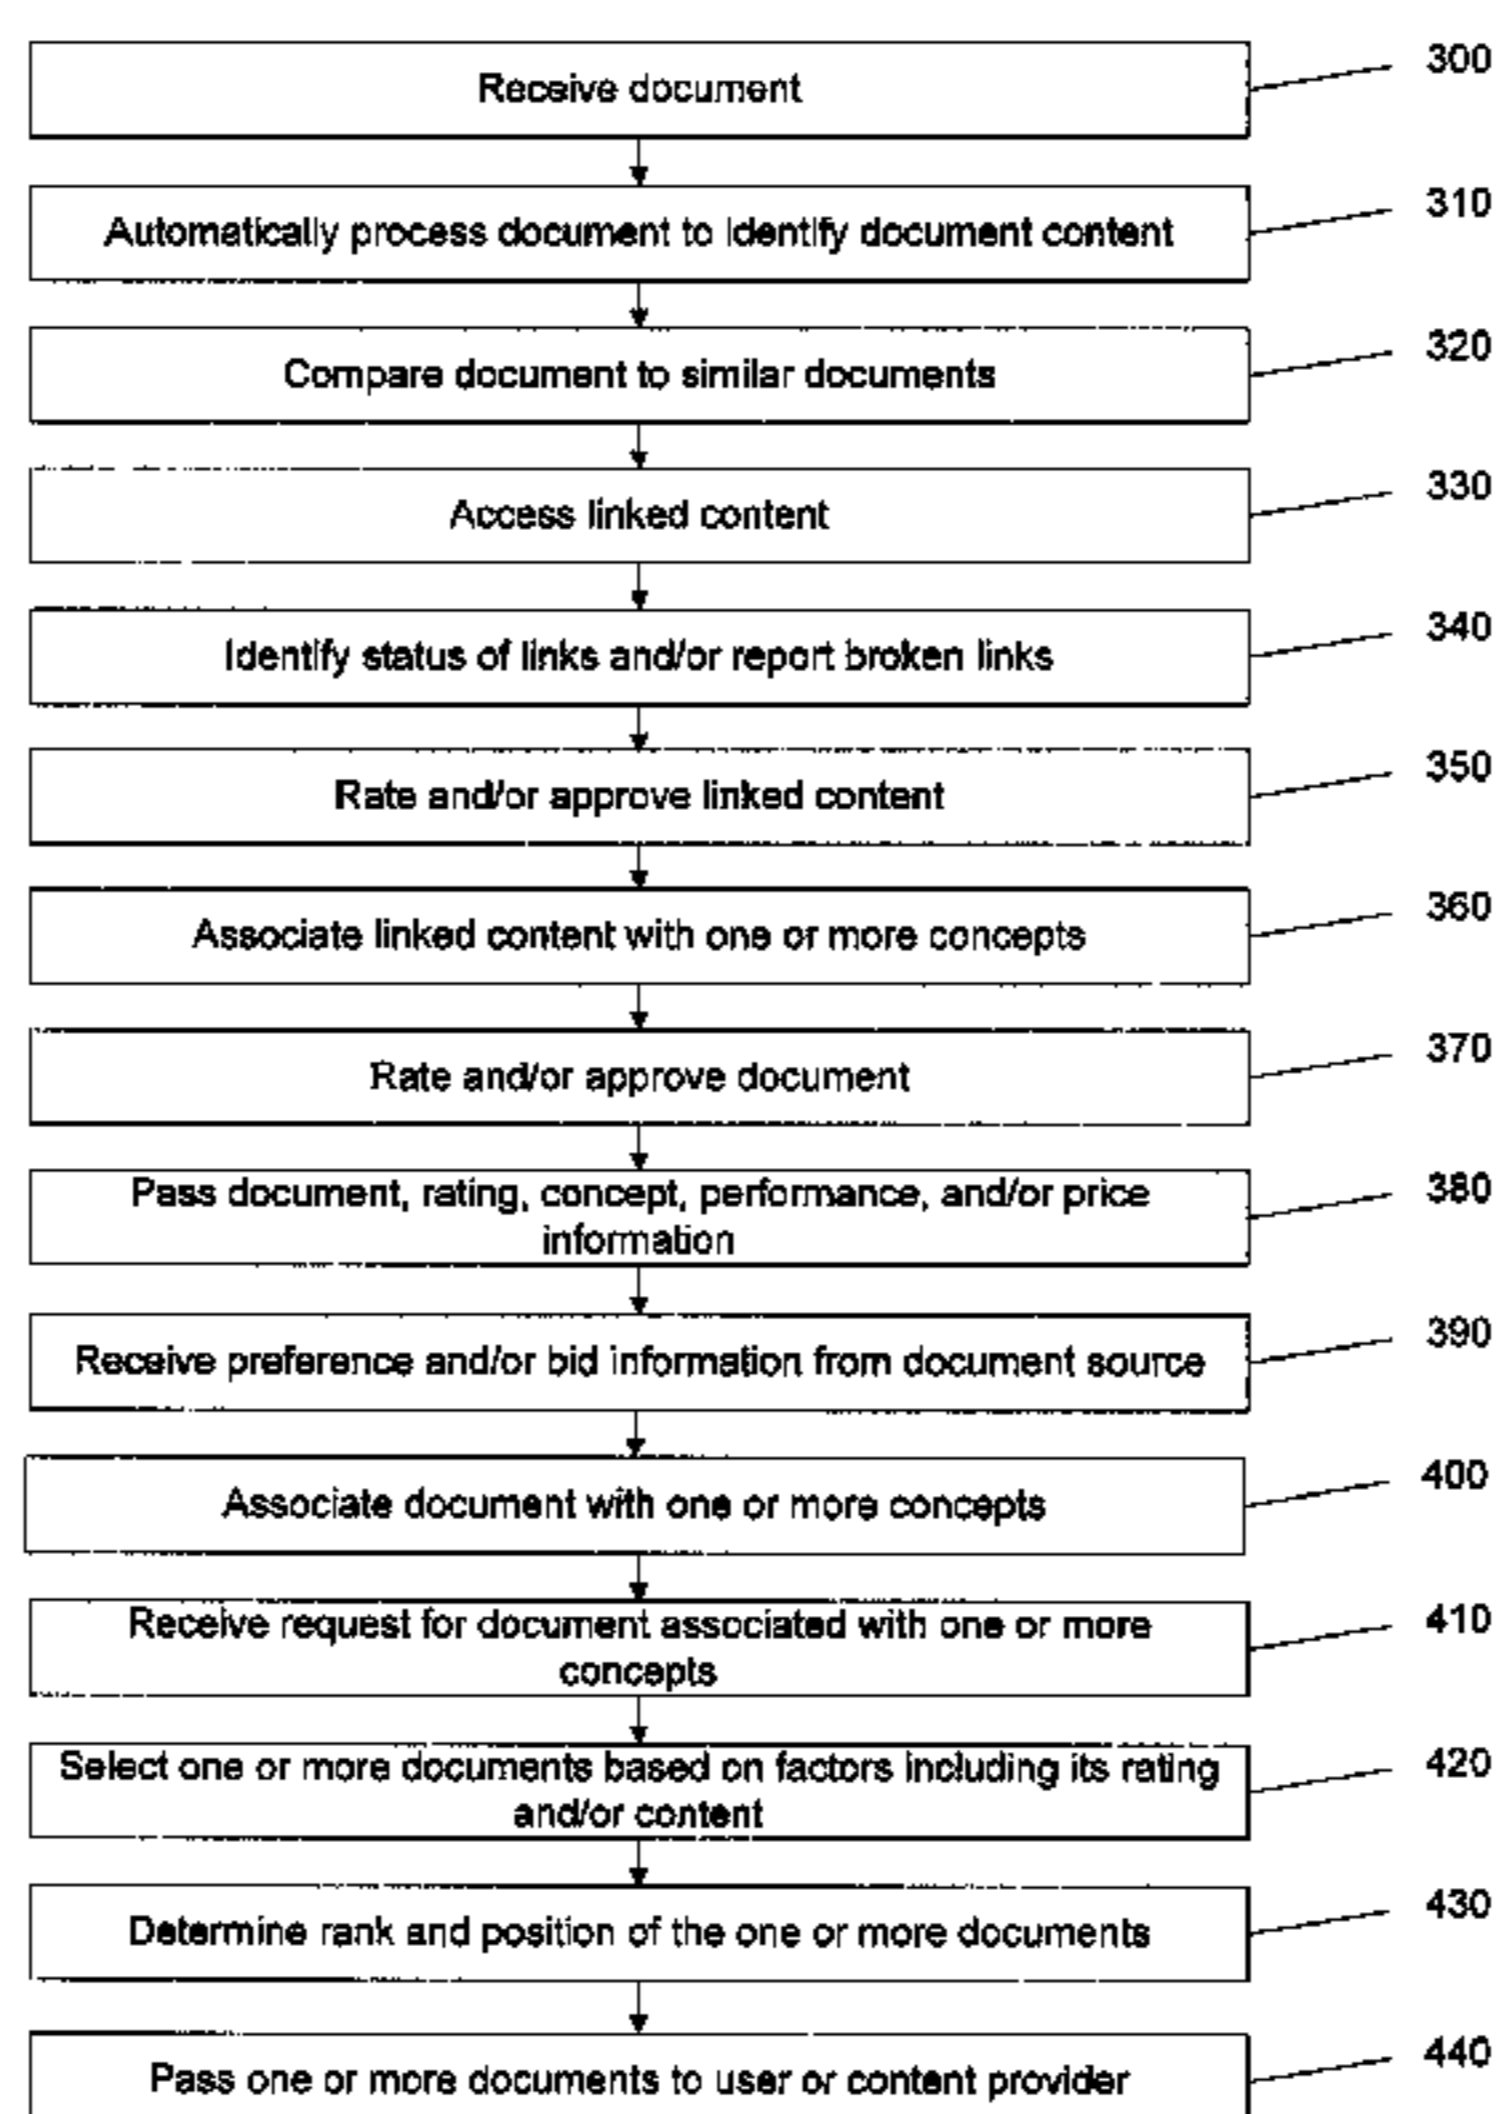 Receive document
300
Automatically process document to identify document content
310
Compare document to similar documents
320
Access linked content
330
Identify status of links and/or report broken links
340
Rate and/or approve linked content
350
Associate linked content with one or more concepts
360
Rate and/or approve document
370
Pass document, rating, concept, performance, and/or price
information
380
Receive preference and/or bid information from document source
390
Associate document with one or more concepts
400
Receive request for document associated with one or more
concepts
410
Select one or more documents based on factors including its rating
and/or content
420
Determine rank and position of the one or more documents
430
Pass one or more documents to user or content provider
440